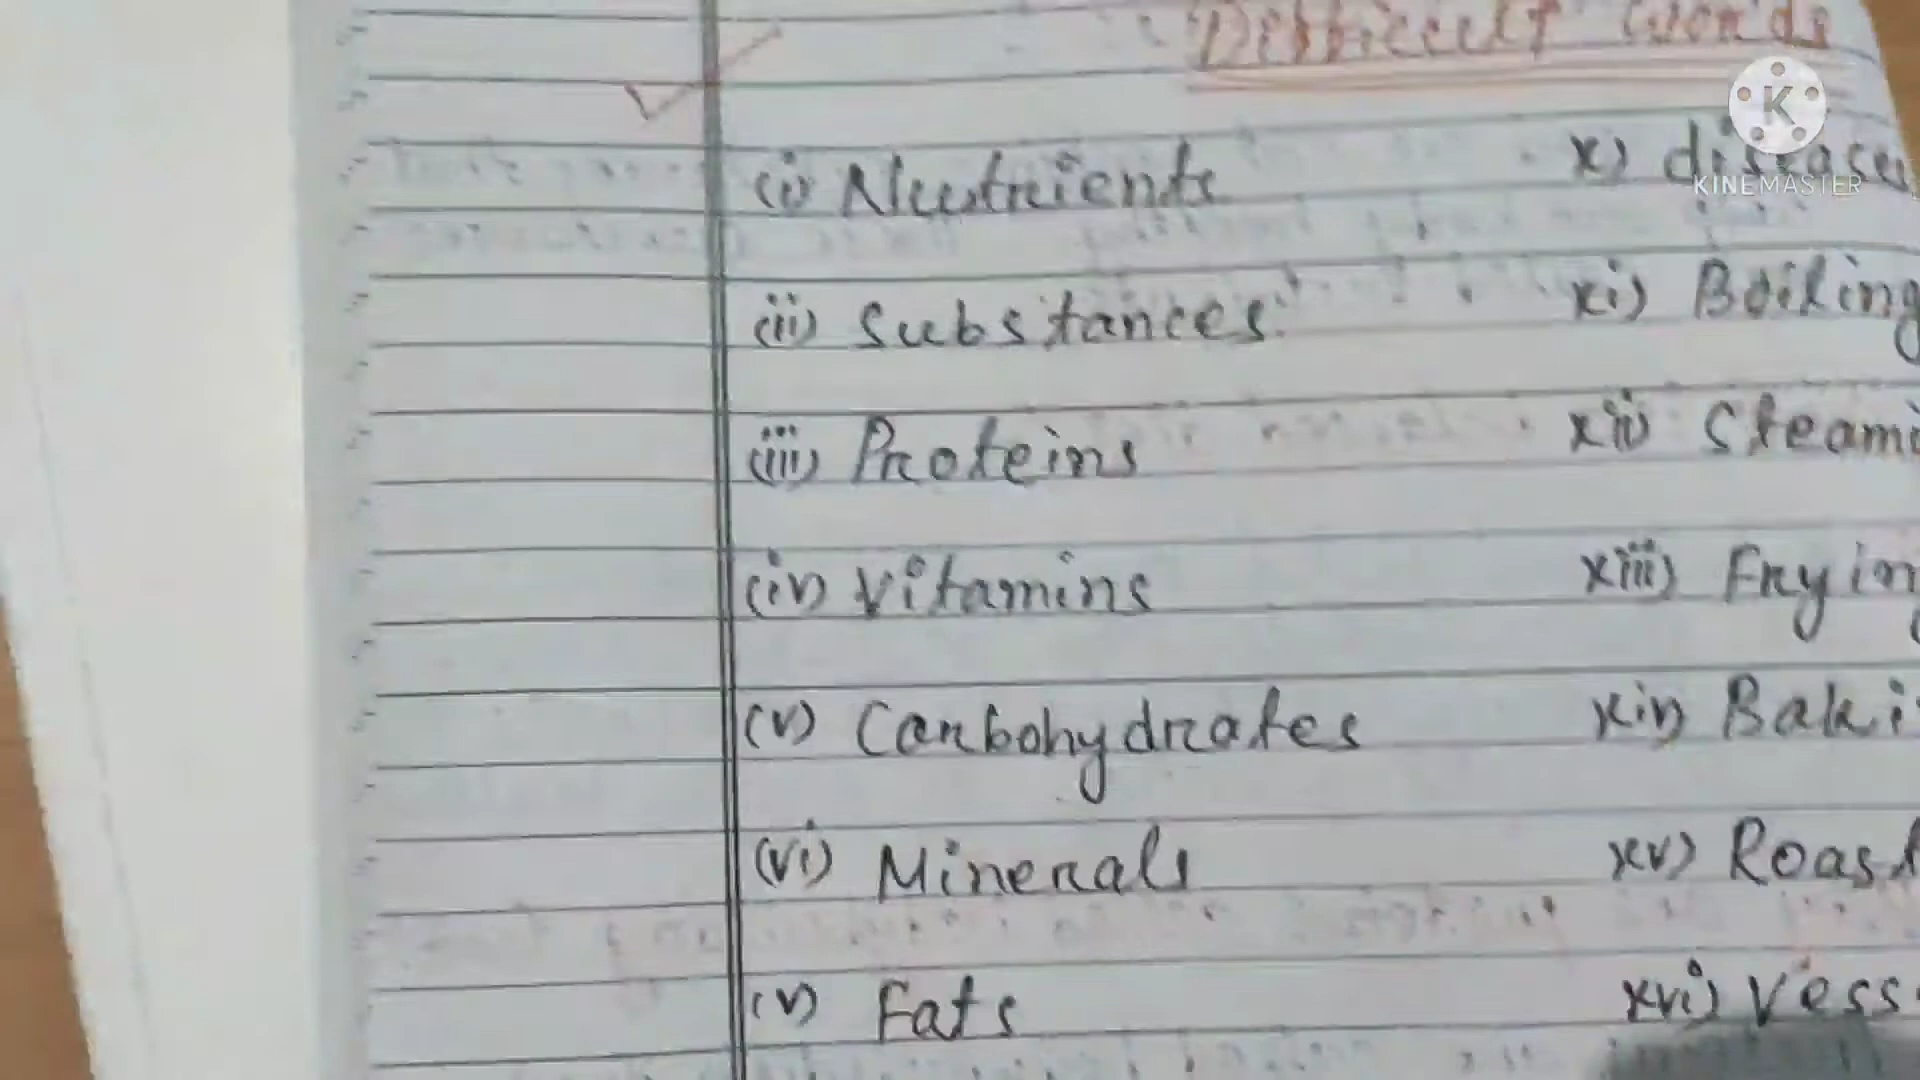 Difficult words
(i) Nutrients x) disease
(ii) Substances xi) Boiling
(iii) Proteins xii) Steami
(iv) Vitamins xiii) Frying
(v) Carbohydrates xiv) Baki
(vi) Minerals xv) Roast
(v) Fats xvi) Vess
K
KINEMASTER